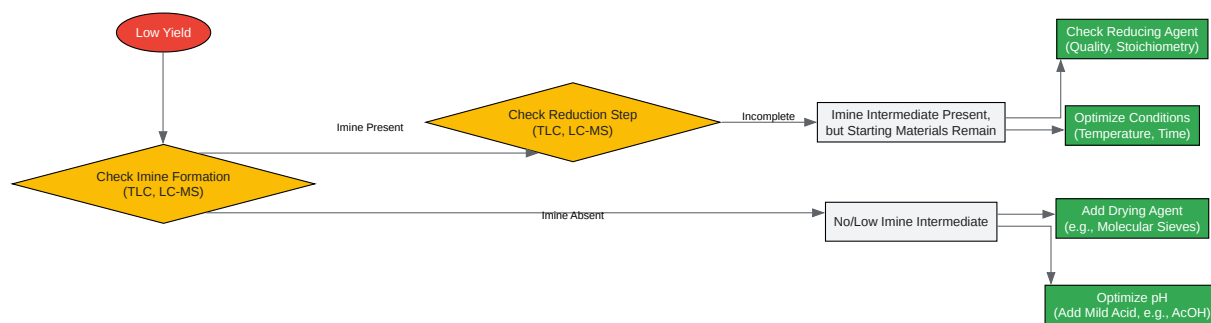 Low Yield
Check Imine Formation
(TLC, LC-MS)
Imine Present
Check Reduction Step
(TLC, LC-MS)
Incomplete
Imine Intermediate Present,
but Starting Materials Remain
Check Reducing Agent
(Quality, Stoichiometry)
Optimize Conditions
(Temperature, Time)
Imine Absent
No/Low Imine Intermediate
Add Drying Agent
(e.g., Molecular Sieves)
Optimize pH
(Add Mild Acid, e.g., AcOH)